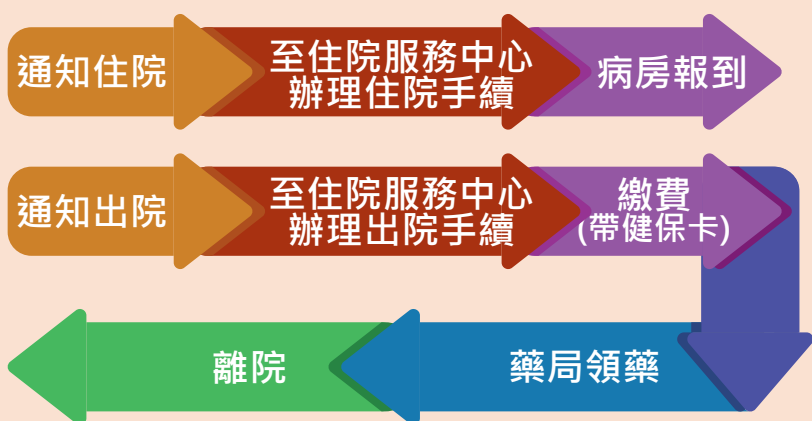 通知住院
至住院服務中心
辦理住院手續
病房報到
通知出院
至住院服務中心
辦理出院手續
繳費
(帶健保卡)
藥局領藥
離院